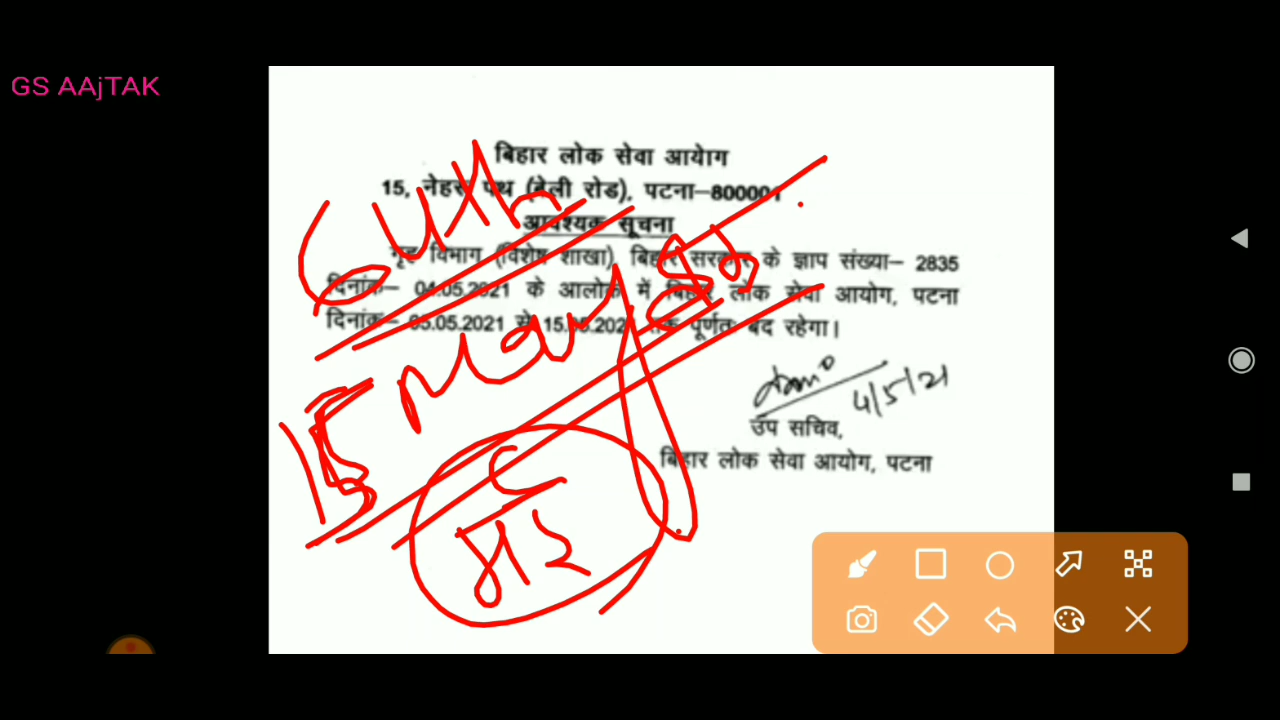 GS AAjTAK
बिहार लोक सेवा आयोग
15, नेहरू पथ (बेली रोड), पटना–800001
आवश्यक सूचना
गृह विभाग (विशेष शाखा), बिहार सरकार के ज्ञाप संख्या– 2835
दिनांक– 04.05.2021 के आलोक में बिहार लोक सेवा आयोग, पटना
दिनांक– 05.05.2021 से 15.05.2021 तक पूर्णतः बंद रहेगा।
4/5/21
उप सचिव,
बिहार लोक सेवा आयोग, पटना
15 May